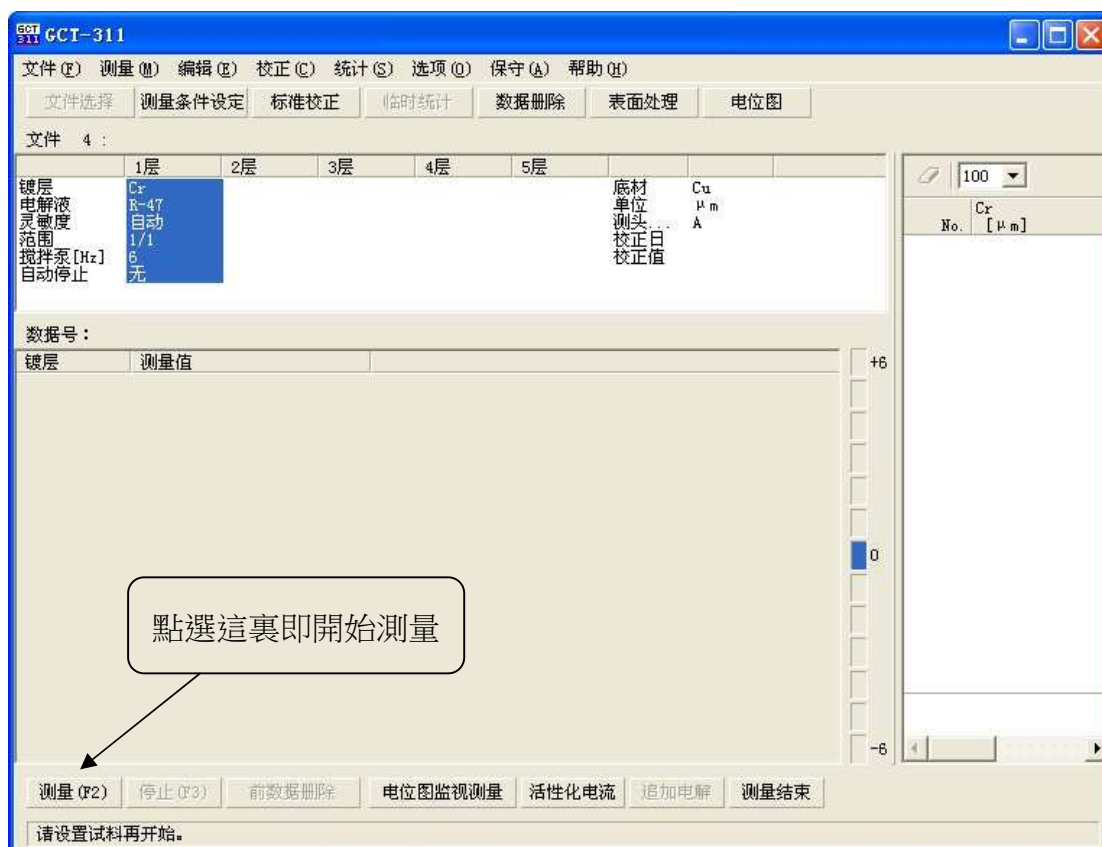 GCT-311
文件(F) 测量(M) 编辑(E) 校正(C) 统计(S) 选项(O) 保守(A) 帮助(H)
文件选择 测量条件设定 标准校正 临时统计 数据删除 表面处理 电位图
文件 4 :
1层 2层 3层 4层 5层
镀层 Cr 底材 Cu
电解液 R-47 单位 μm
灵敏度 自动 测头... A
范围 1/1 校正日
搅拌泵[Hz] 6 校正值
自动停止 无
100
Cr
No. [μm]
数据号：
镀层 测量值
+6
0
-6
點選這裏即開始測量
测量(F2) 停止(F3) 前数据删除 电位图监视测量 活性化电流 追加电解 测量结束
请设置试料再开始。